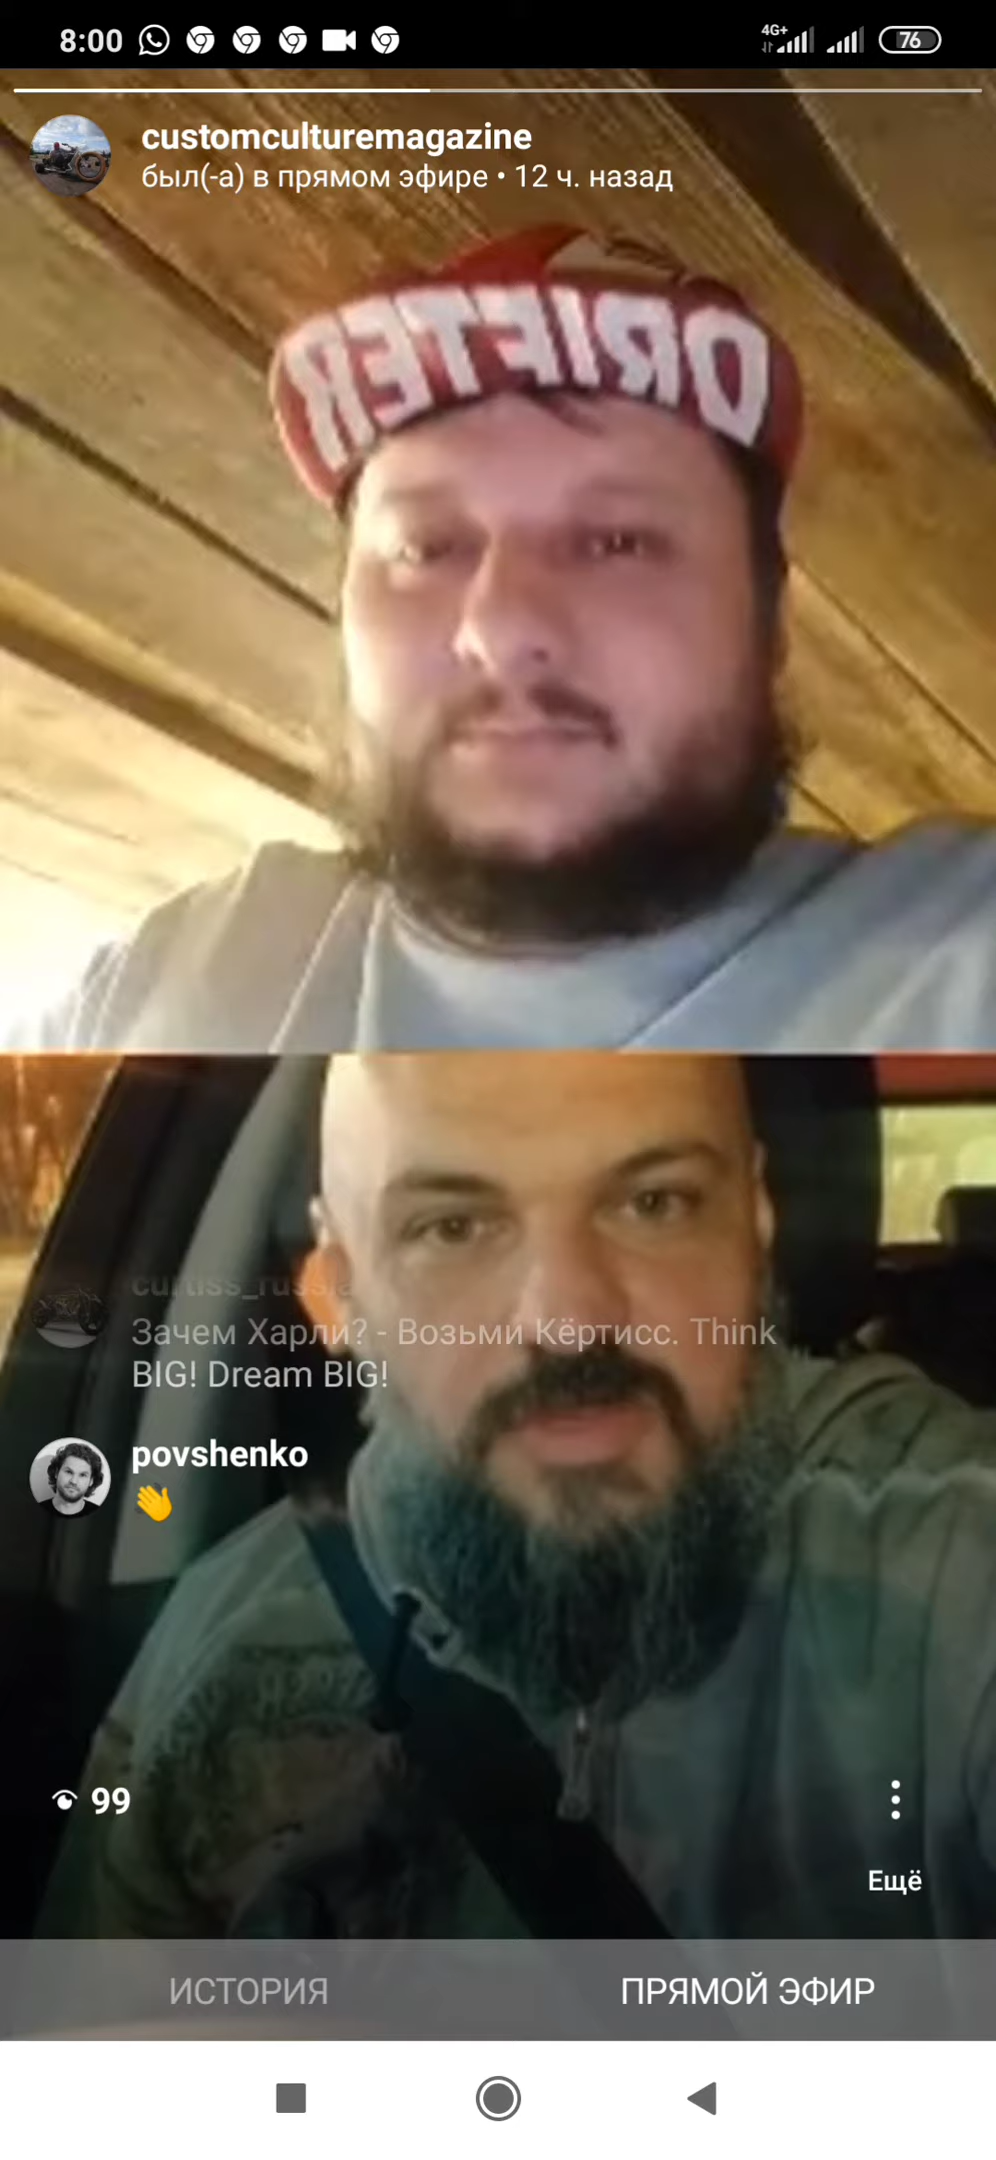 8:00
4G+
76
customculturemagazine
был(-а) в прямом эфире • 12 ч. назад
DRIFTER
curtiss_russia
Зачем Харли? - Возьми Кёртисс. Think
BIG! Dream BIG!
povshenko
👋
99
Ещё
ИСТОРИЯ
ПРЯМОЙ ЭФИР